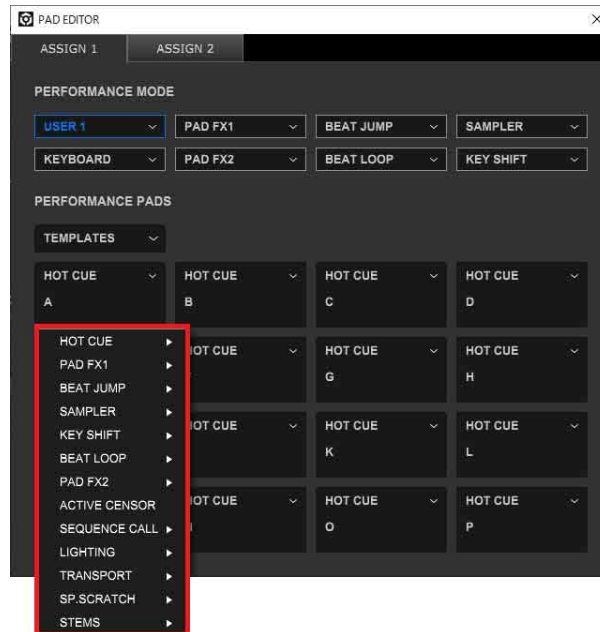 PAD EDITOR
ASSIGN 1 ASSIGN 2
PERFORMANCE MODE
USER 1 PAD FX1 BEAT JUMP SAMPLER
KEYBOARD PAD FX2 BEAT LOOP KEY SHIFT
PERFORMANCE PADS
TEMPLATES
HOT CUE HOT CUE HOT CUE HOT CUE
A B C D
HOT CUE
PAD FX1
BEAT JUMP
SAMPLER
KEY SHIFT
BEAT LOOP
PAD FX2
ACTIVE CENSOR
SEQUENCE CALL
LIGHTING
TRANSPORT
SP.SCRATCH
STEMS
HOT CUE HOT CUE HOT CUE
G H
HOT CUE HOT CUE HOT CUE
K L
HOT CUE HOT CUE HOT CUE
O P